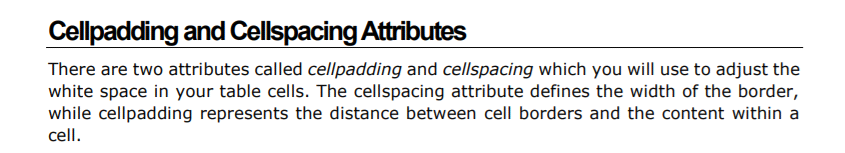 Cellpadding and Cellspacing Attributes
There are two attributes called cellpadding and cellspacing which you will use to adjust the
white space in your table cells. The cellspacing attribute defines the width of the border,
while cellpadding represents the distance between cell borders and the content within a
cell.